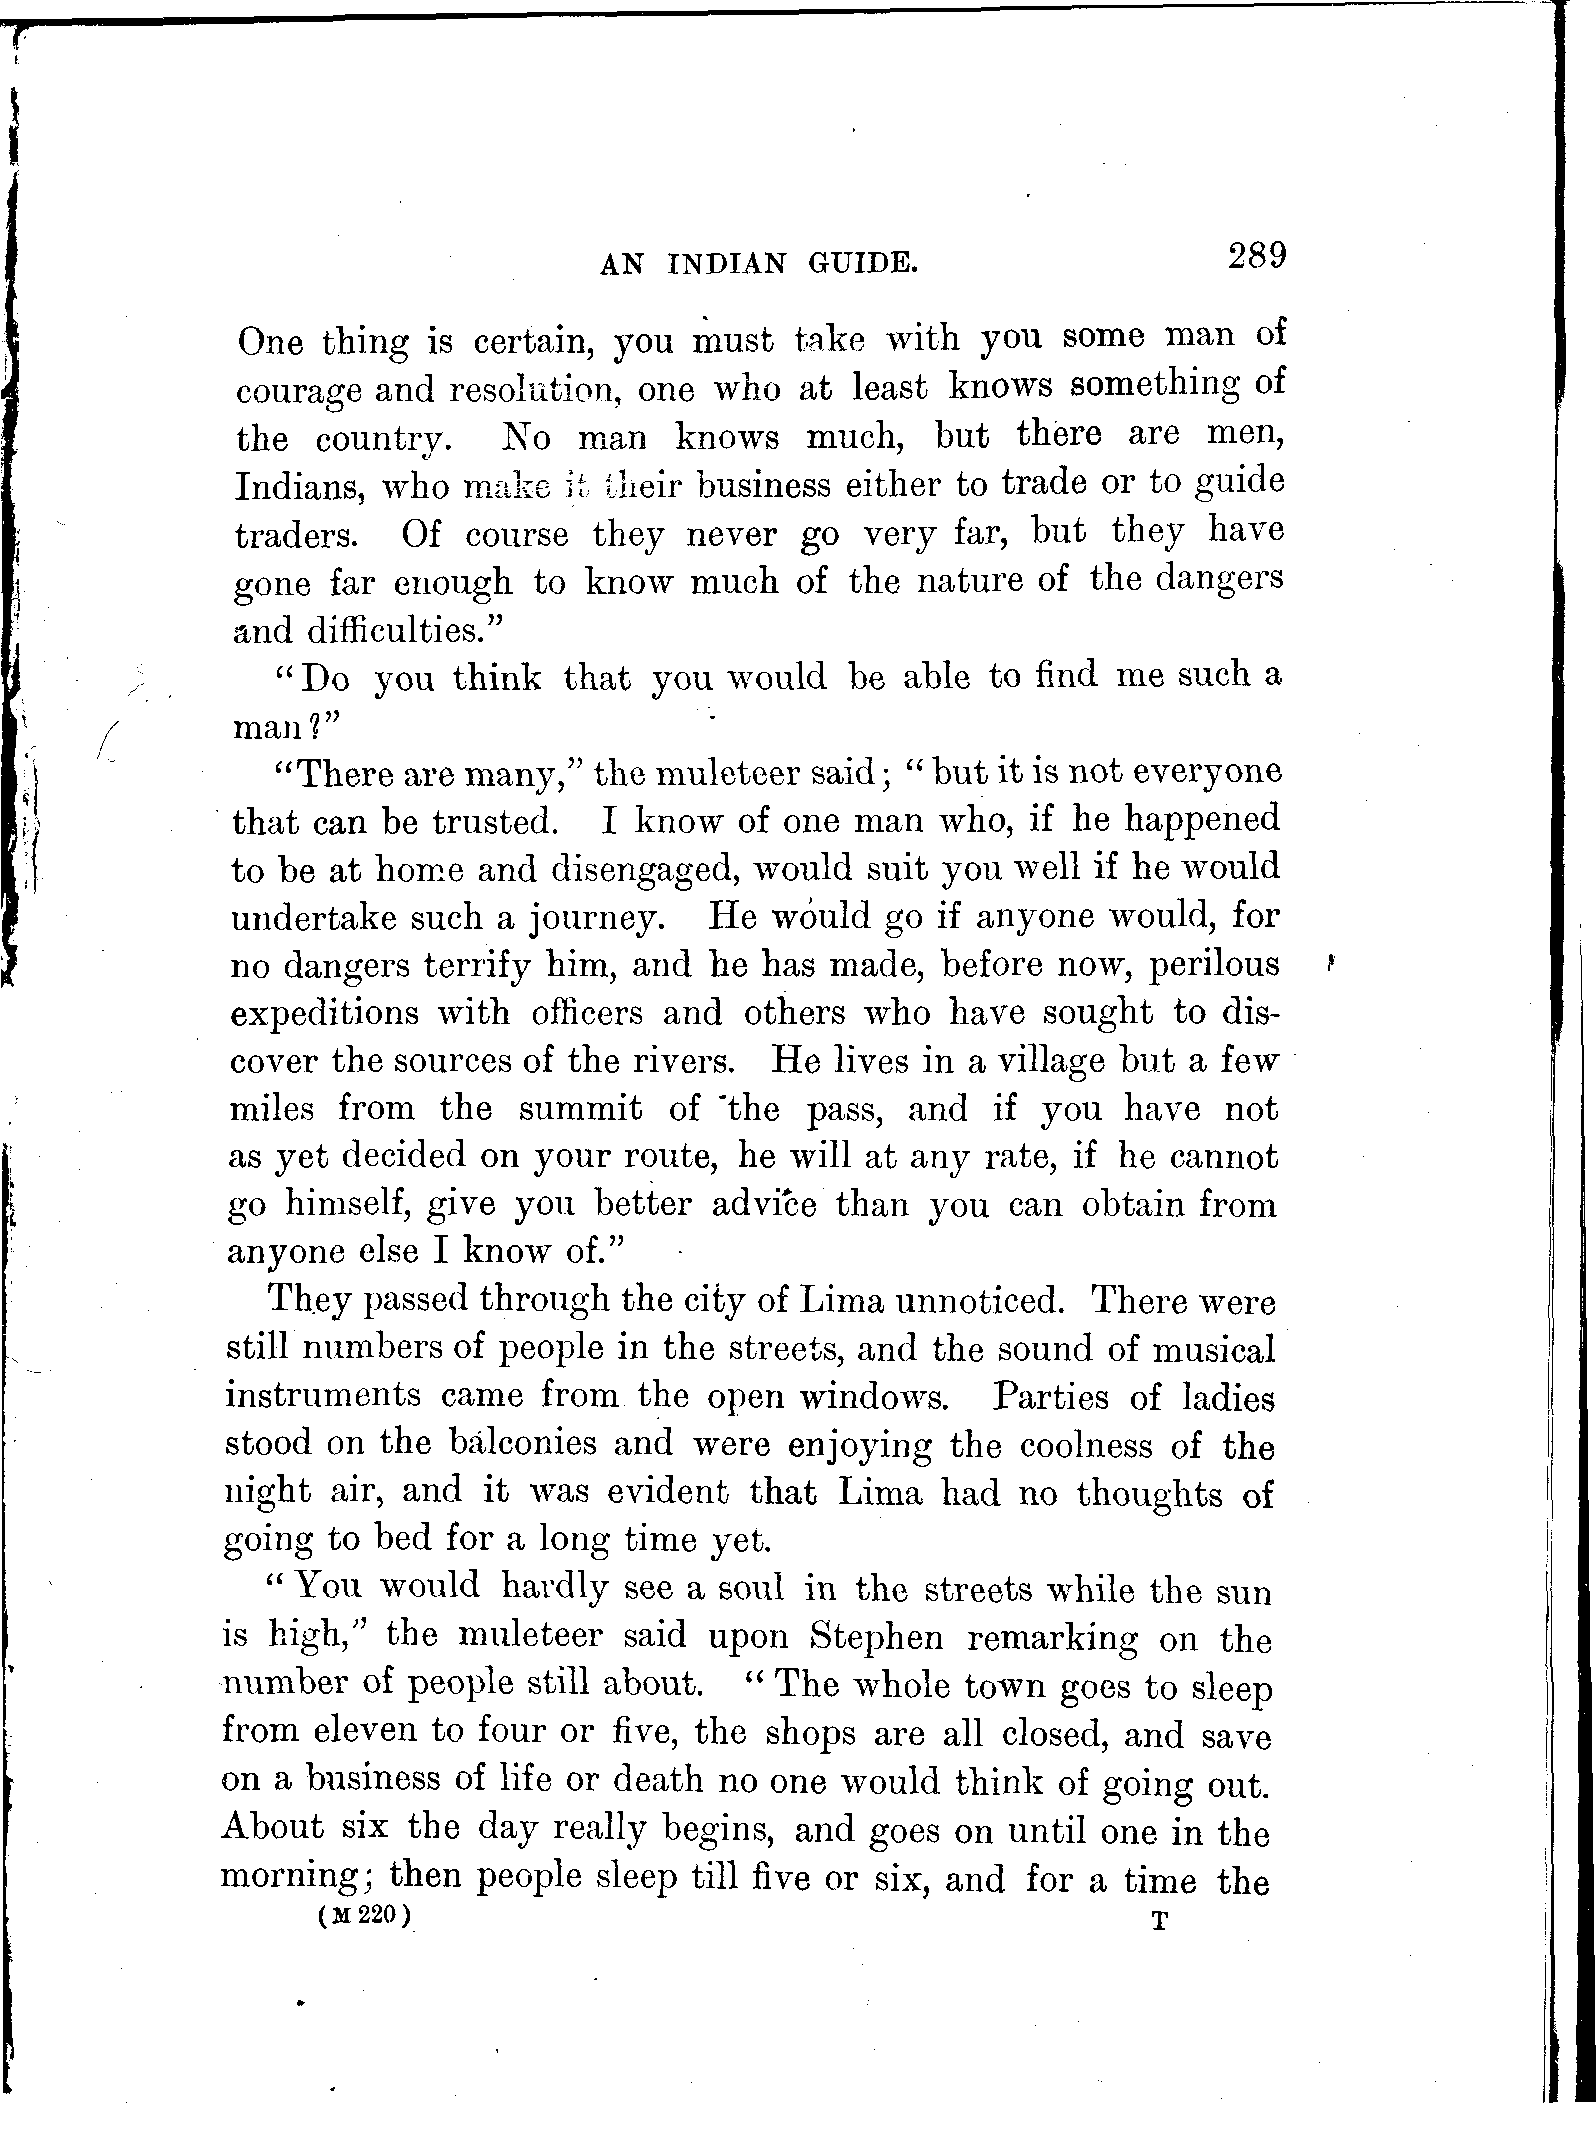 AN INDIAN GUIDE. 289
One thing is certain, you must take with you some man of
courage and resolution, one who at least knows something of
the country. No man knows much, but there are men,
Indians, who make it their business either to trade or to guide
traders. Of course they never go very far, but they have
gone far enough to know much of the nature of the dangers
and difficulties."
"Do you think that you would be able to find me such a
man?"
"There are many," the muleteer said; "but it is not everyone
that can be trusted. I know of one man who, if he happened
to be at home and disengaged, would suit you well if he would
undertake such a journey. He would go if anyone would, for
no dangers terrify him, and he has made, before now, perilous
expeditions with officers and others who have sought to dis-
cover the sources of the rivers. He lives in a village but a few
miles from the summit of the pass, and if you have not
as yet decided on your route, he will at any rate, if he cannot
go himself, give you better advice than you can obtain from
anyone else I know of."
They passed through the city of Lima unnoticed. There were
still numbers of people in the streets, and the sound of musical
instruments came from the open windows. Parties of ladies
stood on the balconies and were enjoying the coolness of the
night air, and it was evident that Lima had no thoughts of
going to bed for a long time yet.
"You would hardly see a soul in the streets while the sun
is high," the muleteer said upon Stephen remarking on the
number of people still about. "The whole town goes to sleep
from eleven to four or five, the shops are all closed, and save
on a business of life or death no one would think of going out.
About six the day really begins, and goes on until one in the
morning; then people sleep till five or six, and for a time the
(M 220) T